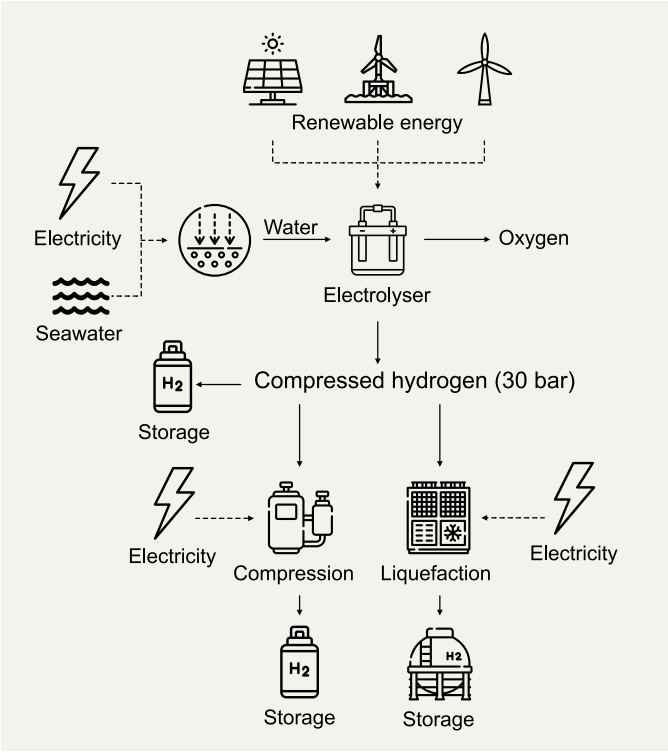 Renewable energy
Electricity
Water
Oxygen
Electrolyser
Seawater
H2
Compressed hydrogen (30 bar)
Storage
Electricity
Electricity
Compression
Liquefaction
H2
H2
Storage
Storage